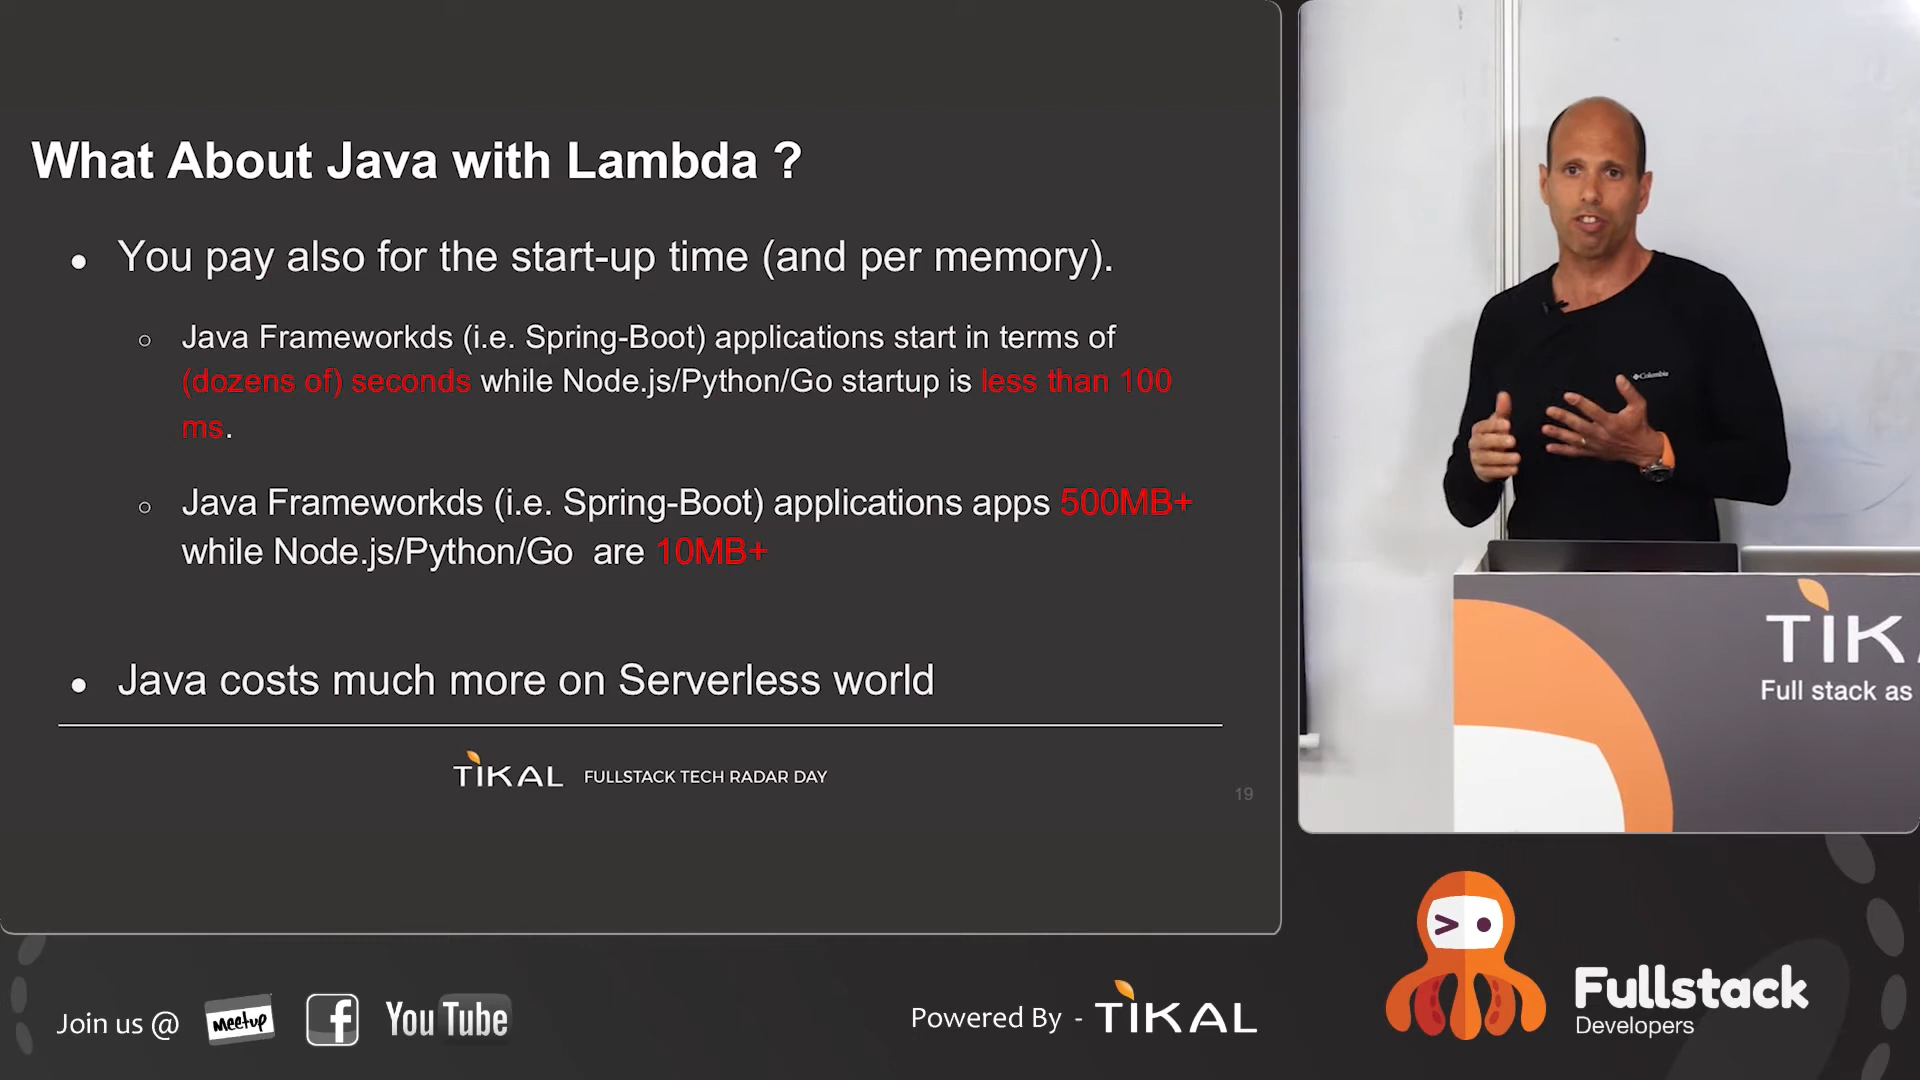 What About Java with Lambda ?
● You pay also for the start-up time (and per memory).
○ Java Frameworkds (i.e. Spring-Boot) applications start in terms of
(dozens of) seconds while Node.js/Python/Go startup is less than 100
ms.
○ Java Frameworkds (i.e. Spring-Boot) applications apps 500MB+
while Node.js/Python/Go are 10MB+
● Java costs much more on Serverless world
TIKAL FULLSTACK TECH RADAR DAY
19
Columbia
TIKA
Full stack as
Join us @ meetup f YouTube
Powered By - TIKAL
Fullstack
Developers